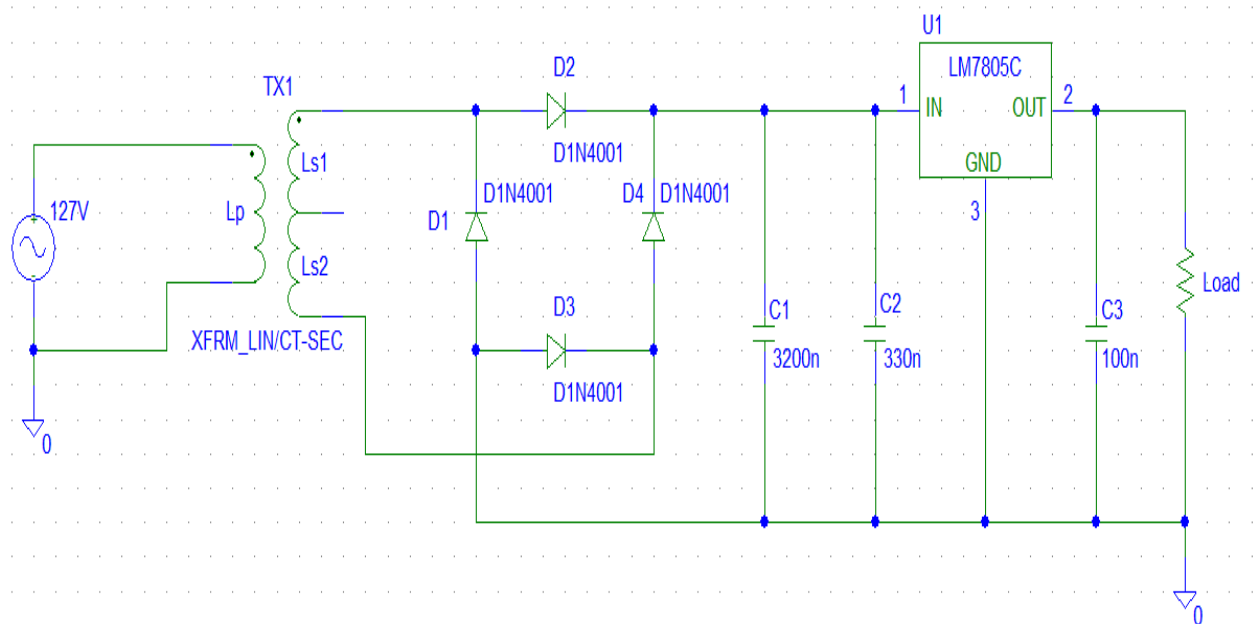 U1
D2
LM7805C
TX1
1
2
IN
OUT
D1N4001
GND
Ls1
D1N4001
D4
D1N4001
127V
Lp
D1
3
Ls2
Load
D3
C1
C2
C3
XFRM_LIN/CT-SEC
3200n
330n
100n
D1N4001
0
0